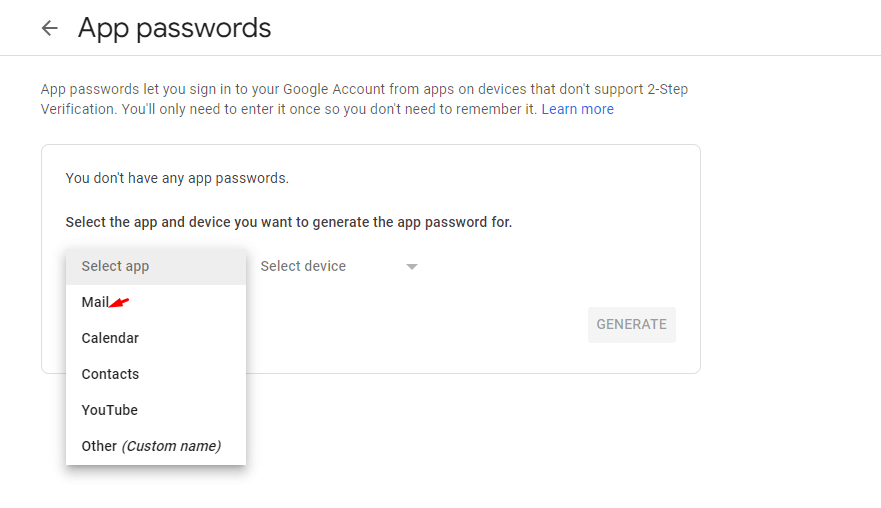 App passwords
App passwords let you sign in to your Google Account from apps on devices that don't support 2-Step
Verification. You'll only need to enter it once so you don't need to remember it. Learn more
You don't have any app passwords.
Select the app and device you want to generate the app password for.
Select app
Select device
Mail
GENERATE
Calendar
Contacts
YouTube
Other (Custom name)